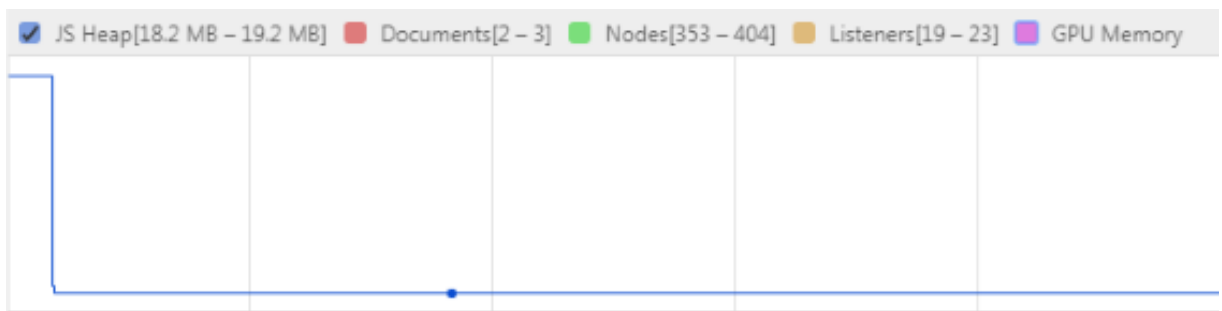 JS Heap[18.2 MB – 19.2 MB] Documents[2 – 3] Nodes[353 – 404] Listeners[19 – 23] GPU Memory